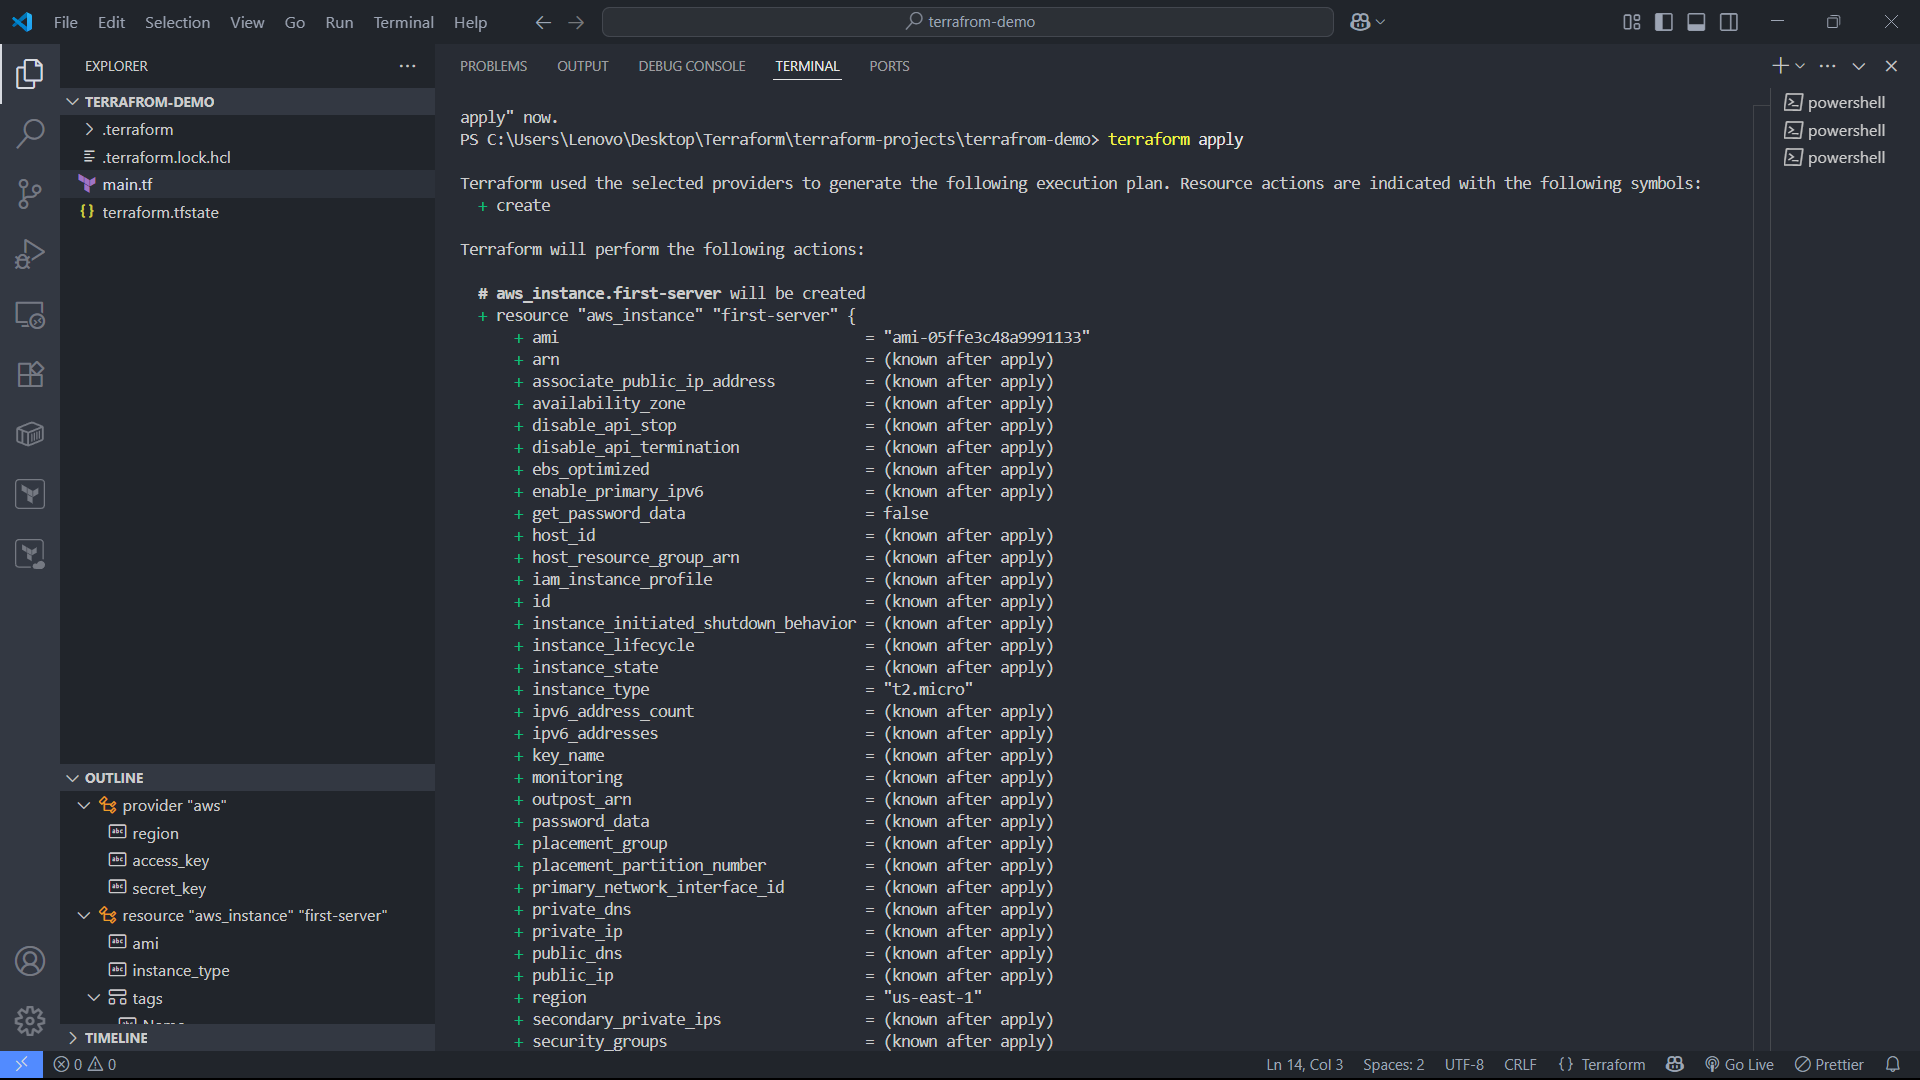 File Edit Selection View Go Run Terminal Help
terrafrom-demo
EXPLORER
TERRAFROM-DEMO
.terraform
.terraform.lock.hcl
main.tf
terraform.tfstate
OUTLINE
provider "aws"
region
access_key
secret_key
resource "aws_instance" "first-server"
ami
instance_type
tags
Name
TIMELINE
PROBLEMS OUTPUT DEBUG CONSOLE TERMINAL PORTS
powershell
powershell
powershell
apply" now.
PS C:\Users\Lenovo\Desktop\Terraform\terraform-projects\terrafrom-demo> terraform apply
Terraform used the selected providers to generate the following execution plan. Resource actions are indicated with the following symbols:
+ create
Terraform will perform the following actions:
# aws_instance.first-server will be created
+ resource "aws_instance" "first-server" {
+ ami = "ami-05ffe3c48a9991133"
+ arn = (known after apply)
+ associate_public_ip_address = (known after apply)
+ availability_zone = (known after apply)
+ disable_api_stop = (known after apply)
+ disable_api_termination = (known after apply)
+ ebs_optimized = (known after apply)
+ enable_primary_ipv6 = (known after apply)
+ get_password_data = false
+ host_id = (known after apply)
+ host_resource_group_arn = (known after apply)
+ iam_instance_profile = (known after apply)
+ id = (known after apply)
+ instance_initiated_shutdown_behavior = (known after apply)
+ instance_lifecycle = (known after apply)
+ instance_state = (known after apply)
+ instance_type = "t2.micro"
+ ipv6_address_count = (known after apply)
+ ipv6_addresses = (known after apply)
+ key_name = (known after apply)
+ monitoring = (known after apply)
+ outpost_arn = (known after apply)
+ password_data = (known after apply)
+ placement_group = (known after apply)
+ placement_partition_number = (known after apply)
+ primary_network_interface_id = (known after apply)
+ private_dns = (known after apply)
+ private_ip = (known after apply)
+ public_dns = (known after apply)
+ public_ip = (known after apply)
+ region = "us-east-1"
+ secondary_private_ips = (known after apply)
+ security_groups = (known after apply)
0 0 Ln 14, Col 3 Spaces: 2 UTF-8 CRLF {} Terraform Go Live Prettier